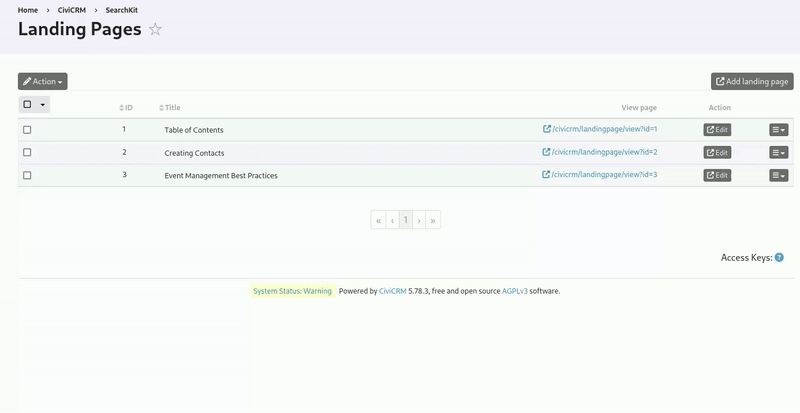 Home > CiviCRM > SearchKit
Landing Pages
Action
Add landing page
ID Title View page Action
1 Table of Contents /civicrm/landingpage/view?id=1 Edit
2 Creating Contacts /civicrm/landingpage/view?id=2 Edit
3 Event Management Best Practices /civicrm/landingpage/view?id=3 Edit
« ‹ 1 › »
Access Keys: ?
System Status: Warning Powered by CiviCRM 5.78.3, free and open source AGPLv3 software.